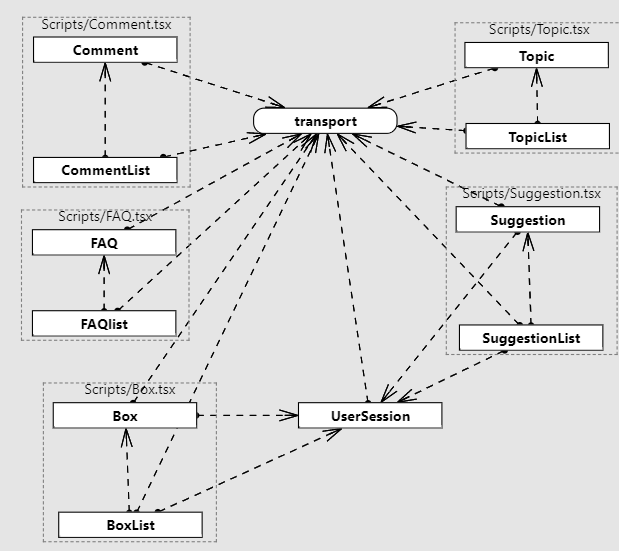 Scripts/Comment.tsx
Comment
CommentList
Scripts/Topic.tsx
Topic
TopicList
transport
Scripts/FAQ.tsx
FAQ
FAQlist
Scripts/Suggestion.tsx
Suggestion
SuggestionList
Scripts/Box.tsx
Box
BoxList
UserSession